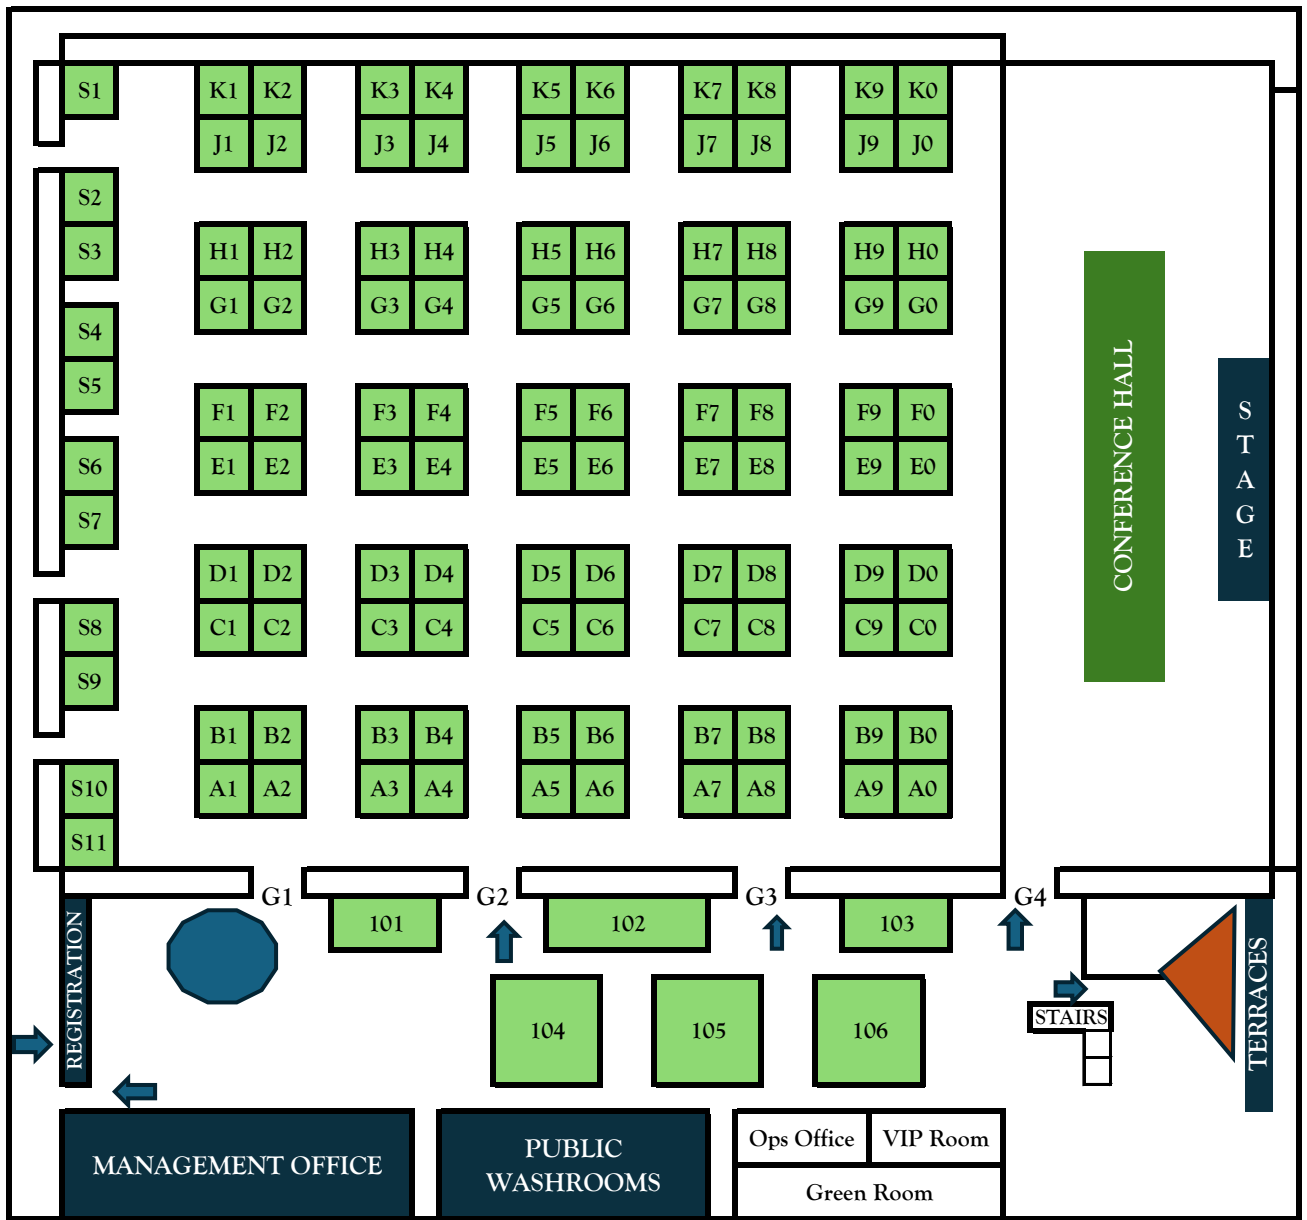 S1 K1 K2 K3 K4 K5 K6 K7 K8 K9 K0
J1 J2 J3 J4 J5 J6 J7 J8 J9 J0
S2
S3 H1 H2 H3 H4 H5 H6 H7 H8 H9 H0
G1 G2 G3 G4 G5 G6 G7 G8 G9 G0
S4
S5
F1 F2 F3 F4 F5 F6 F7 F8 F9 F0
S6 E1 E2 E3 E4 E5 E6 E7 E8 E9 E0
S7
D1 D2 D3 D4 D5 D6 D7 D8 D9 D0
S8 C1 C2 C3 C4 C5 C6 C7 C8 C9 C0
S9
B1 B2 B3 B4 B5 B6 B7 B8 B9 B0
S10 A1 A2 A3 A4 A5 A6 A7 A8 A9 A0
S11
CONFERENCE HALL
STAGE
G1 G2 G3 G4
101 102 103
REGISTRATION
104 105 106
STAIRS
TERRACES
MANAGEMENT OFFICE
PUBLIC
WASHROOMS
Ops Office VIP Room
Green Room